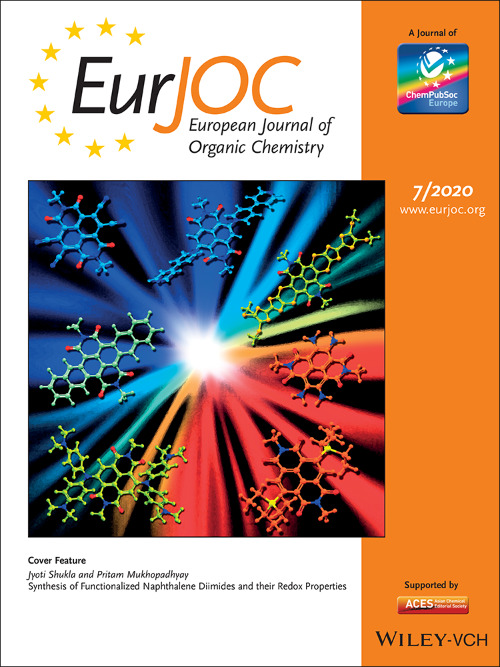 EurJOC
European Journal of
Organic Chemistry
A Journal of
ChemPubSoc
Europe
7/2020
www.eurjoc.org
Cover Feature
Jyoti Shukla and Pritam Mukhopadhyay
Synthesis of Functionalized Naphthalene Diimides and their Redox Properties
Supported by
ACES Asian Chemical
Editorial Society
WILEY-VCH